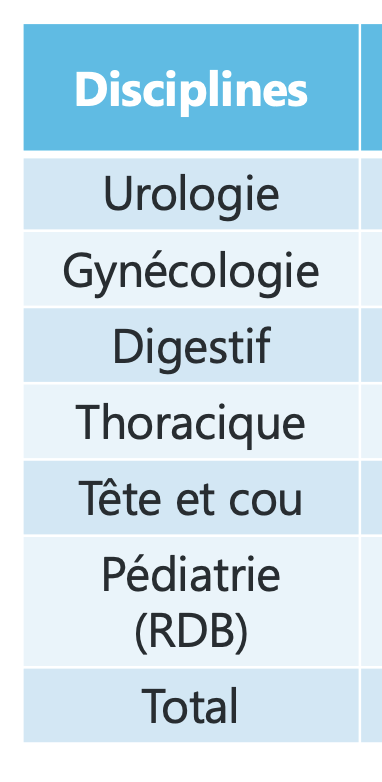 Disciplines
Urologie
Gynécologie
Digestif
Thoracique
Tête et cou
Pédiatrie
(RDB)
Total